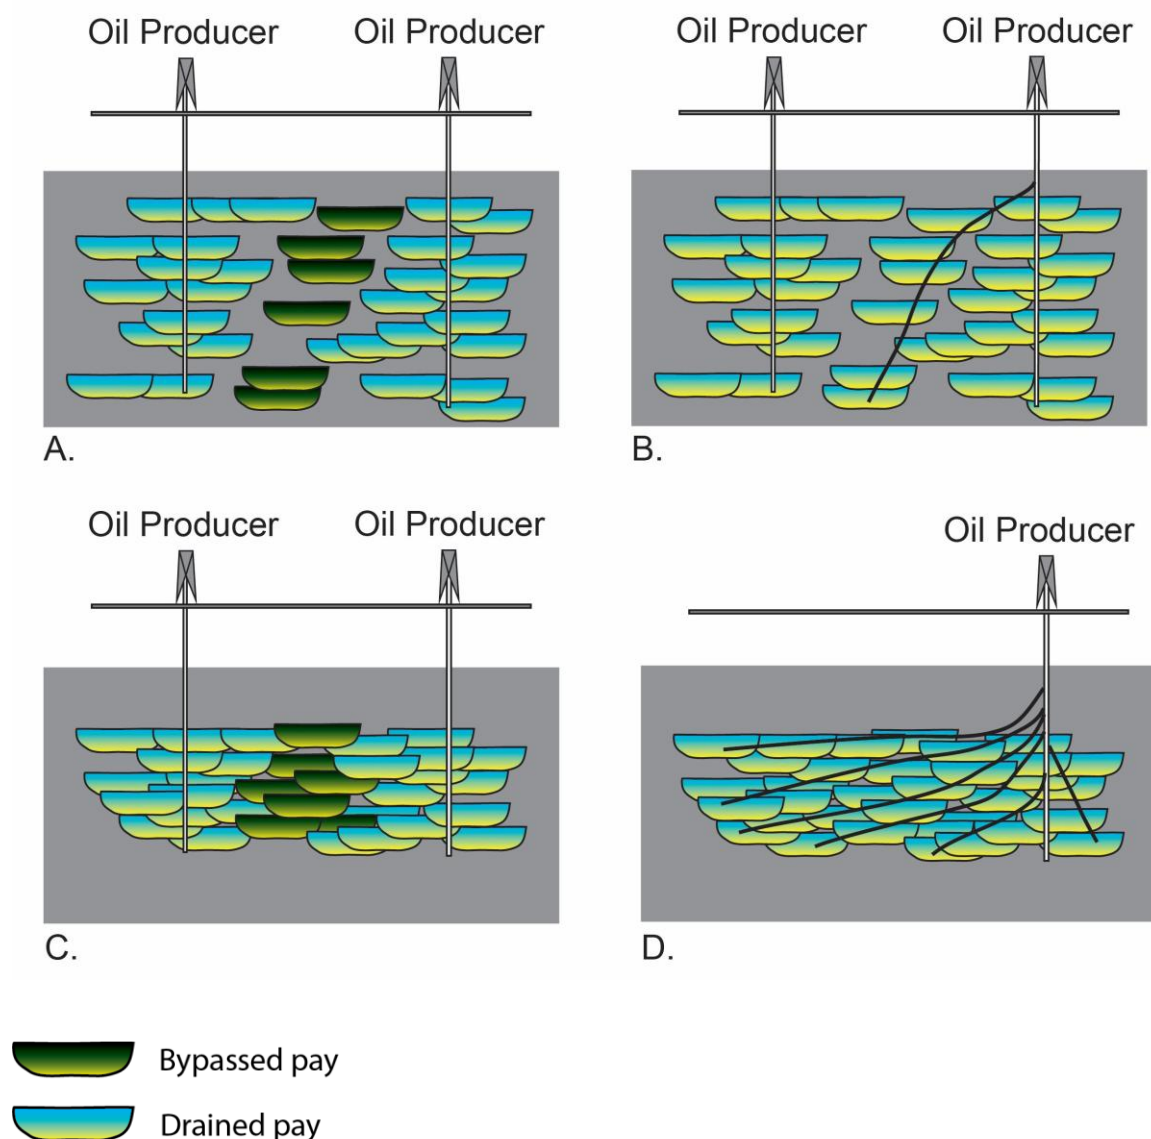 Oil Producer
Oil Producer
Oil Producer
Oil Producer
A.
B.
Oil Producer
Oil Producer
Oil Producer
C.
D.
Bypassed pay
Drained pay